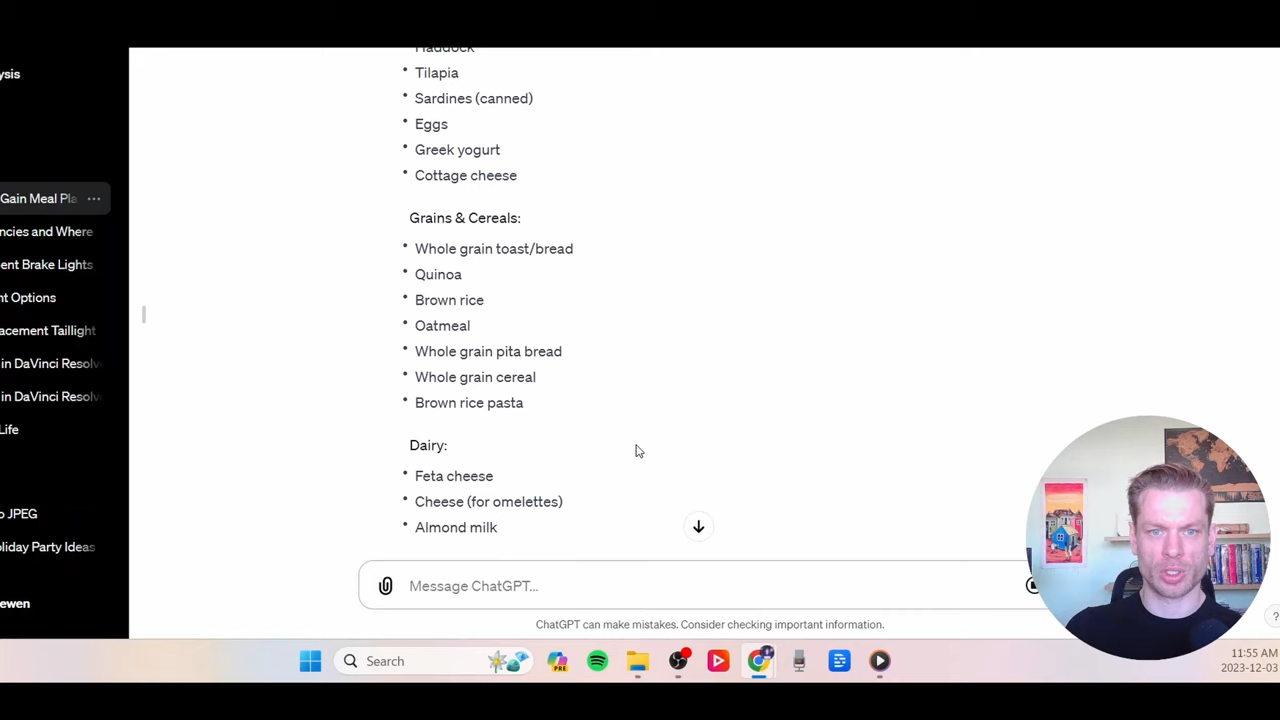 ysis
Gain Meal Pla
ncies and Where
ent Brake Lights
nt Options
acement Taillight
in DaVinci Resolv
in DaVinci Resolv
Life
o JPEG
oliday Party Ideas
ewen
Haddock
• Tilapia
• Sardines (canned)
• Eggs
• Greek yogurt
• Cottage cheese
Grains & Cereals:
• Whole grain toast/bread
• Quinoa
• Brown rice
• Oatmeal
• Whole grain pita bread
• Whole grain cereal
• Brown rice pasta
Dairy:
• Feta cheese
• Cheese (for omelettes)
• Almond milk
Message ChatGPT...
ChatGPT can make mistakes. Consider checking important information.
?
Search
PRE
11:55 AM
2023-12-03